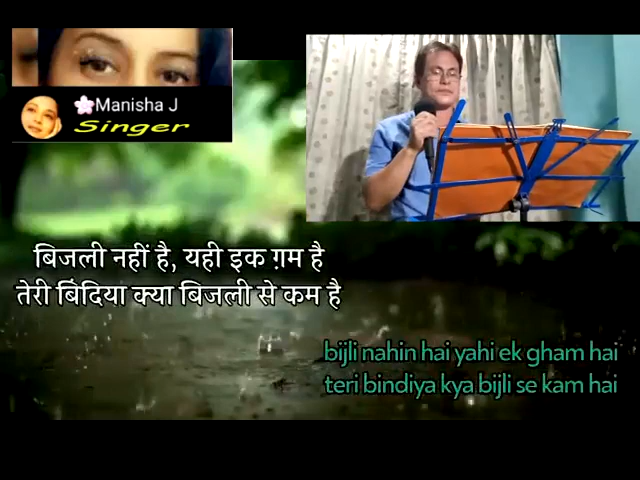 Manisha J
Singer
बिजली नहीं है, यही इक ग़म है
तेरी बिंदिया क्या बिजली से कम है
bijli nahin hai yahi ek gham hai
teri bindiya kya bijli se kam hai